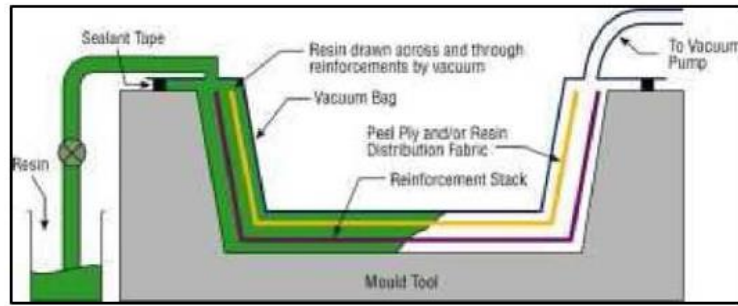 Sealant Tape
Resin drawn across and through
reinforcements by vacuum
To Vacuum
Pump
Vacuum Bag
Peel Ply and/or Resin
Distribution Fabric
Resin
Reinforcement Stack
Mould Tool